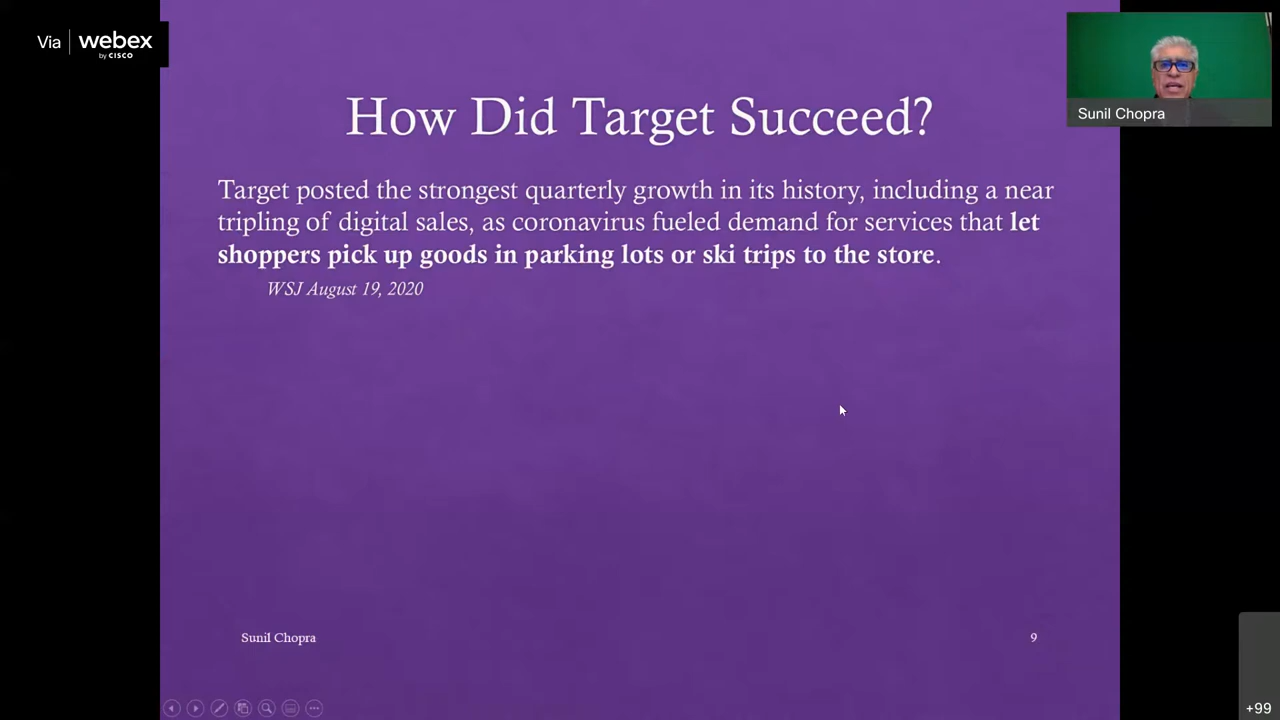 Via
webex
by CISCO
Sunil Chopra
How Did Target Succeed?
Target posted the strongest quarterly growth in its history, including a near
tripling of digital sales, as coronavirus fueled demand for services that let
shoppers pick up goods in parking lots or ski trips to the store.
WSJ August 19, 2020
Sunil Chopra
9
+99